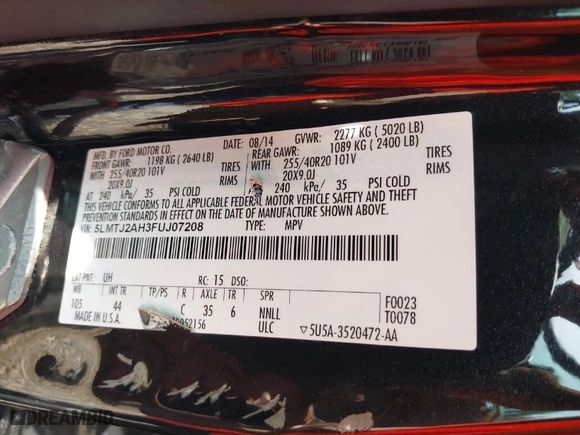 MFD. BY FORD MOTOR CO.
DATE: 08/14 GVWR: 2277 KG ( 5020 LB)
FRONT GAWR: 1198 KG ( 2640 LB) REAR GAWR: 1089 KG ( 2400 LB)
WITH 255/40R20 101V TIRES WITH 255/40R20 101V TIRES
20X9.0J RIMS 20X9.0J RIMS
AT 240 kPa/ 35 PSI COLD 240 kPa/ 35 PSI COLD
THIS VEHICLE CONFORMS TO ALL APPLICABLE FEDERAL MOTOR VEHICLE SAFETY AND THEFT
PREVENTION STANDARDS IN EFFECT ON THE DATE OF MANUFACTURE SHOWN ABOVE.
VIN: 5LMTJ2AH3FUJ07208 TYPE: MPV
EXT PNT: UH RC: 15 DSO: F0023
WB INT TR TP/PS R AXLE TR SPR T0078
105 44 C 35 6 NNLL
MADE IN U.S.A. ULC 5U5A-3520472-AA
DREAMBID